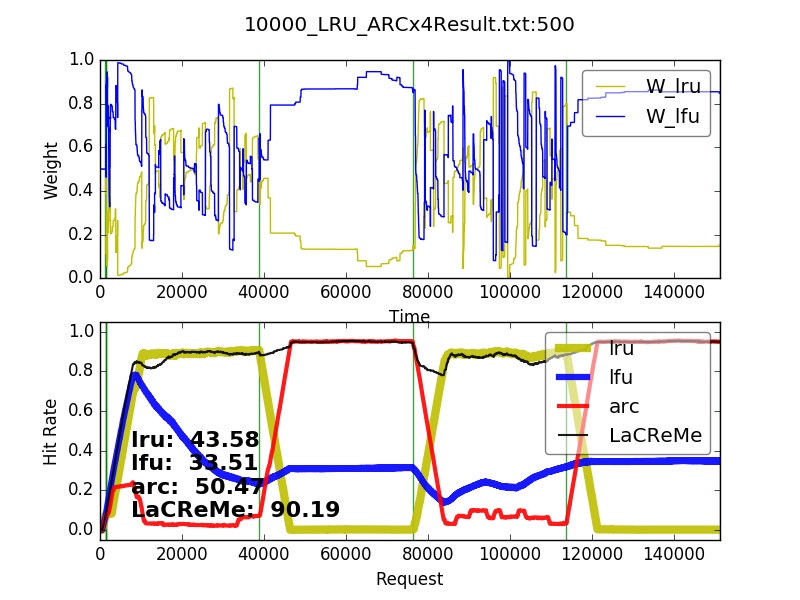 10000_LRU_ARCx4Result.txt:500
1.0
0.8
0.6
0.4
0.2
0.0
Weight
W_lru
W_lfu
0 20000 40000 60000 80000 100000 120000 140000
Time
1.0
0.8
0.6
0.4
0.2
0.0
Hit Rate
lru
lfu
arc
LaCReMe
lru: 43.58
lfu: 33.51
arc: 50.47
LaCReMe: 90.19
0 20000 40000 60000 80000 100000 120000 140000
Request